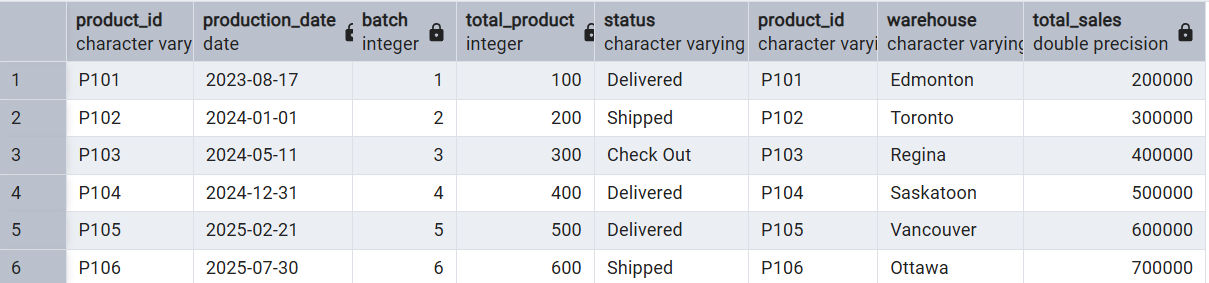 product_id production_date batch total_product status product_id warehouse total_sales
character vary date integer integer character varying character varyi character varying double precision
1 P101 2023-08-17 1 100 Delivered P101 Edmonton 200000
2 P102 2024-01-01 2 200 Shipped P102 Toronto 300000
3 P103 2024-05-11 3 300 Check Out P103 Regina 400000
4 P104 2024-12-31 4 400 Delivered P104 Saskatoon 500000
5 P105 2025-02-21 5 500 Delivered P105 Vancouver 600000
6 P106 2025-07-30 6 600 Shipped P106 Ottawa 700000